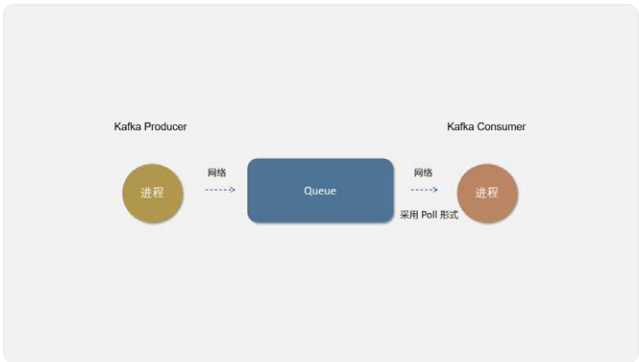 Kafka Producer
Kafka Consumer
网络
网络
进程
Queue
进程
采用 Poll 形式